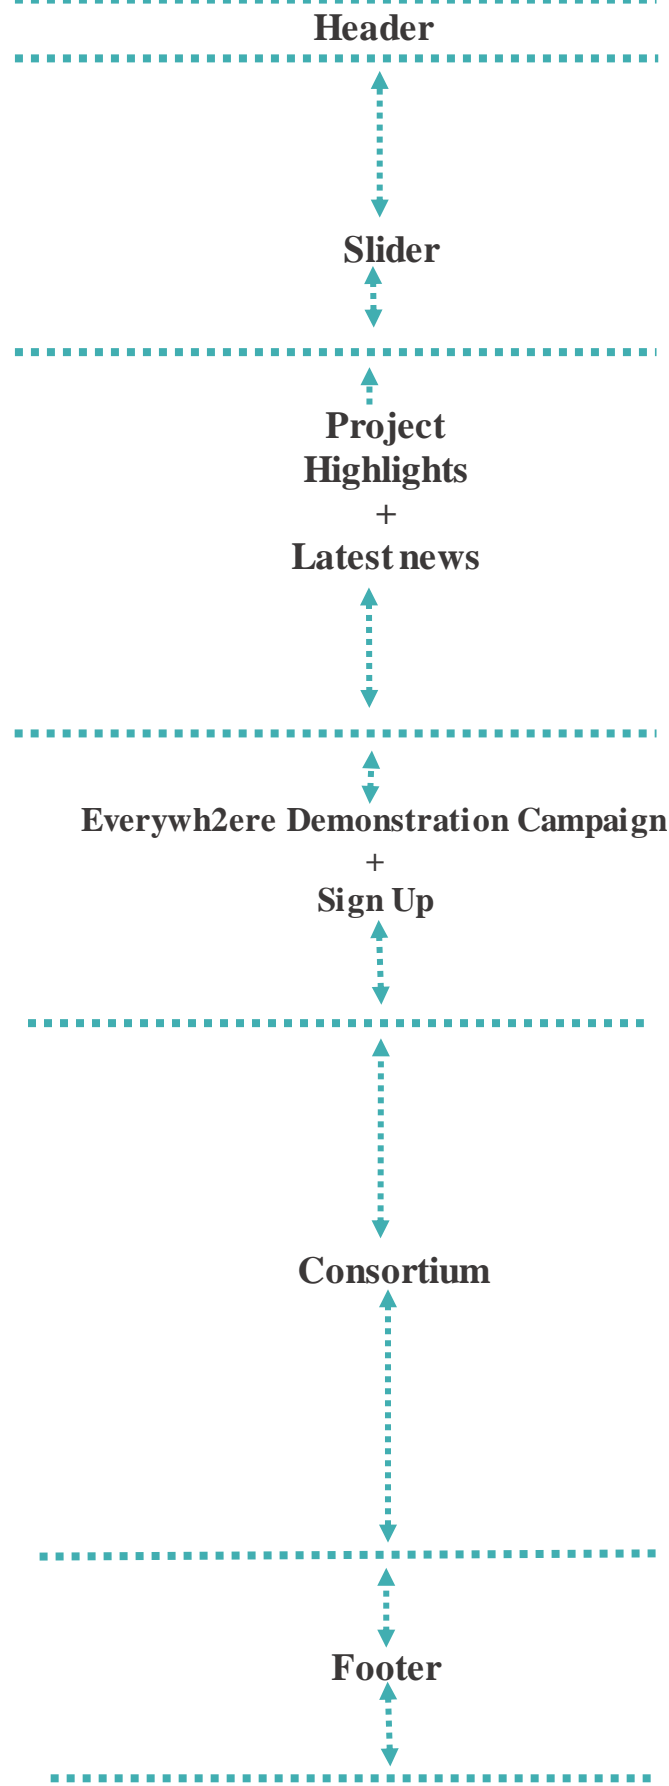 Header
Slider
Project
Highlights
+
Latest news
Everywh2ere Demonstration Campaign
+
Sign Up
Consortium
Footer